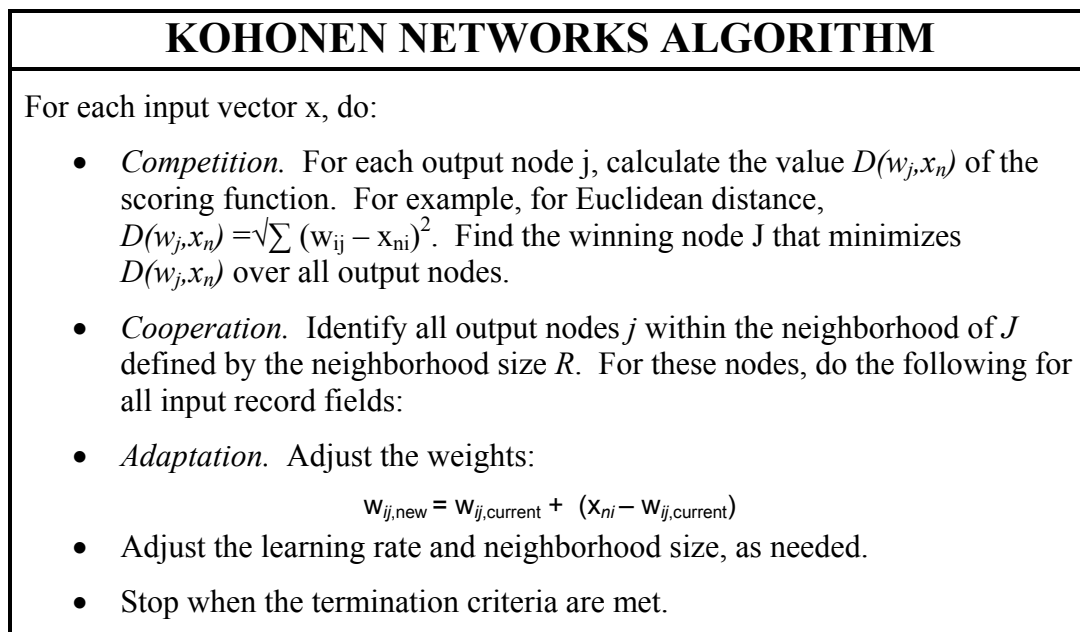 KOHONEN NETWORKS ALGORITHM
For each input vector x, do:
• Competition. For each output node j, calculate the value D(wⱼ,xₙ) of the
scoring function. For example, for Euclidean distance,
D(wⱼ,xₙ) =√∑ (wᵢⱼ – xₙᵢ)². Find the winning node J that minimizes
D(wⱼ,xₙ) over all output nodes.
• Cooperation. Identify all output nodes j within the neighborhood of J
defined by the neighborhood size R. For these nodes, do the following for
all input record fields:
• Adaptation. Adjust the weights:
wij,new = wij,current + (xni – wij,current)
• Adjust the learning rate and neighborhood size, as needed.
• Stop when the termination criteria are met.